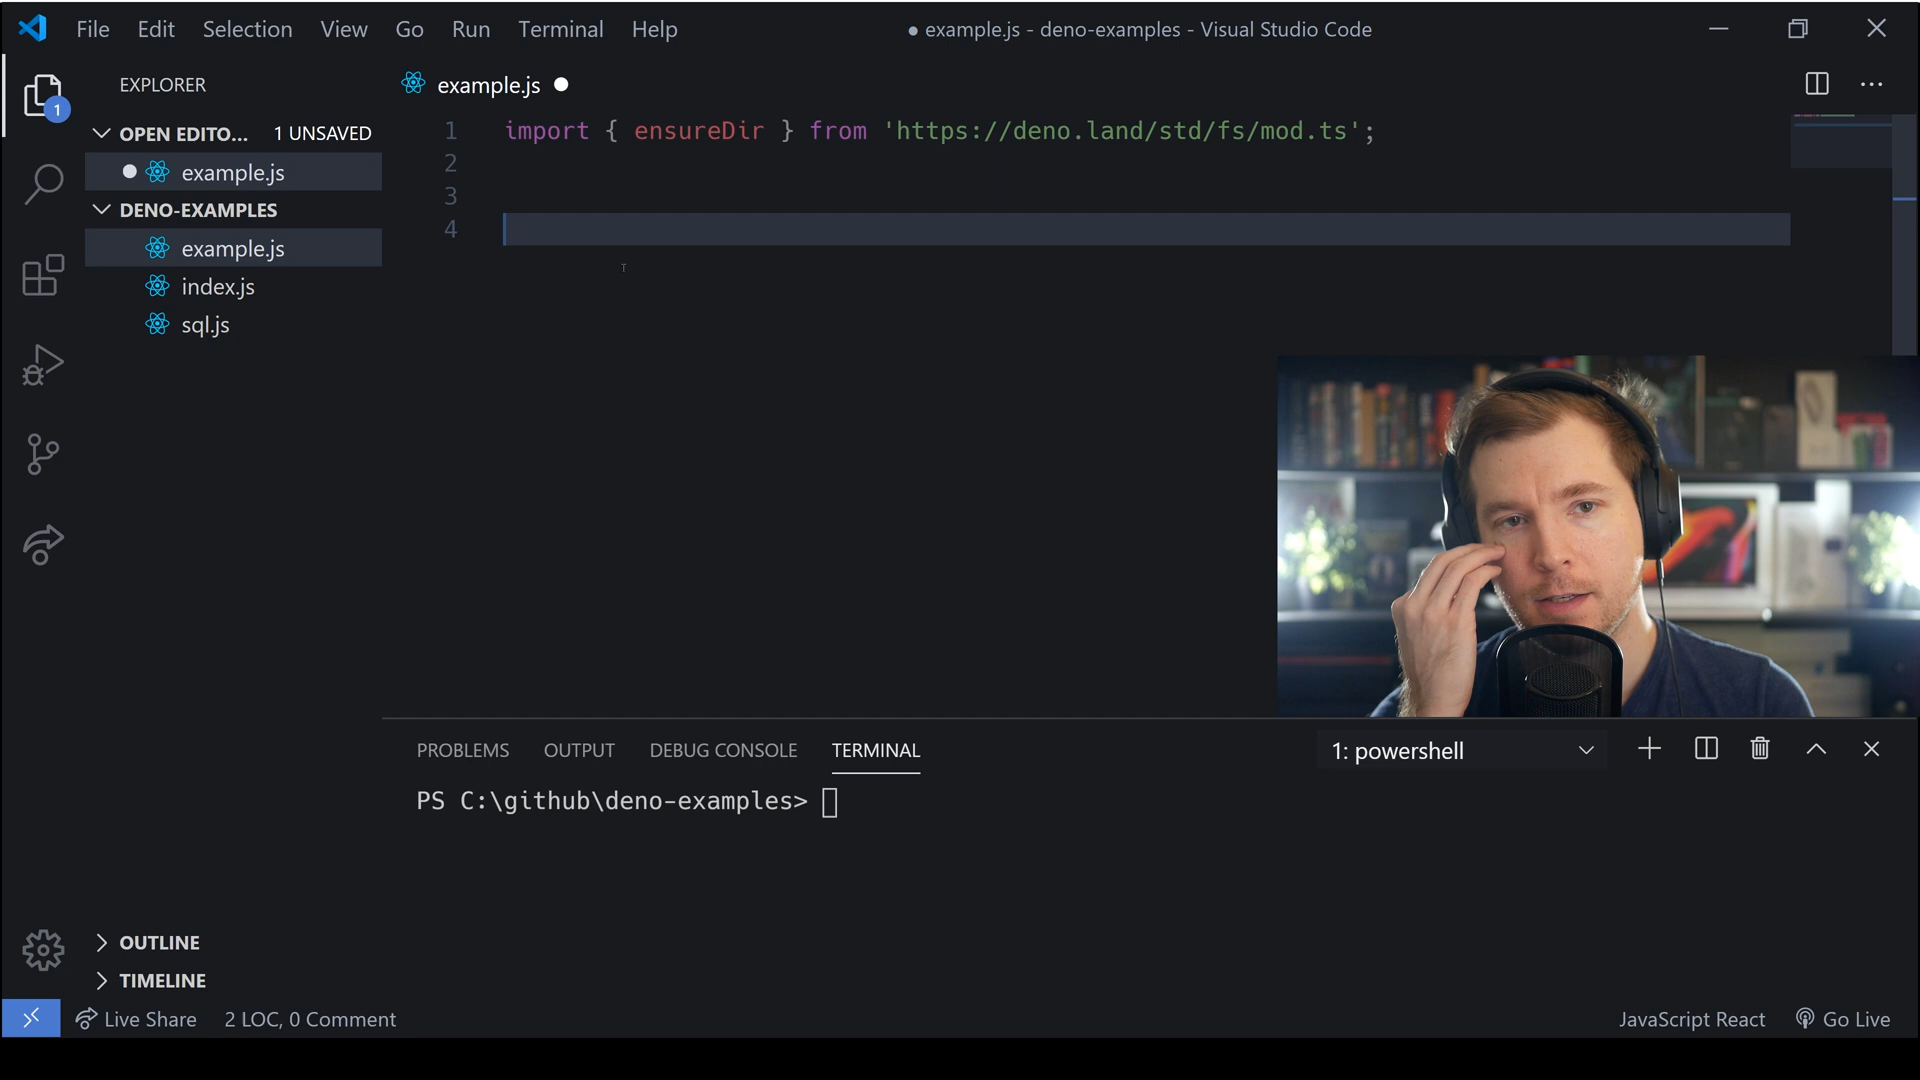 File Edit Selection View Go Run Terminal Help
● example.js - deno-examples - Visual Studio Code
1
EXPLORER
OPEN EDITO... 1 UNSAVED
example.js
DENO-EXAMPLES
example.js
index.js
sql.js
OUTLINE
TIMELINE
example.js
1 import { ensureDir } from 'https://deno.land/std/fs/mod.ts';
2
3
4
PROBLEMS OUTPUT DEBUG CONSOLE TERMINAL
1: powershell
PS C:\github\deno-examples>
Live Share 2 LOC, 0 Comment
JavaScript React Go Live